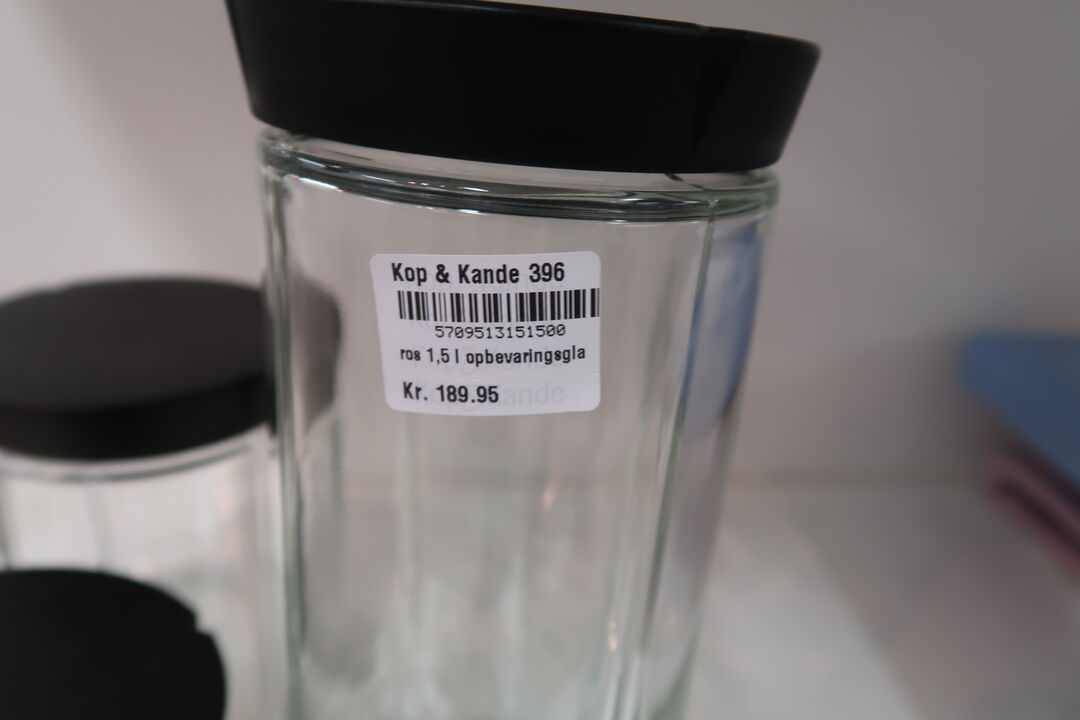 Kop & Kande 396
5709513151500
ros 1,5 l opbevaringsgla
Kr. 189.95